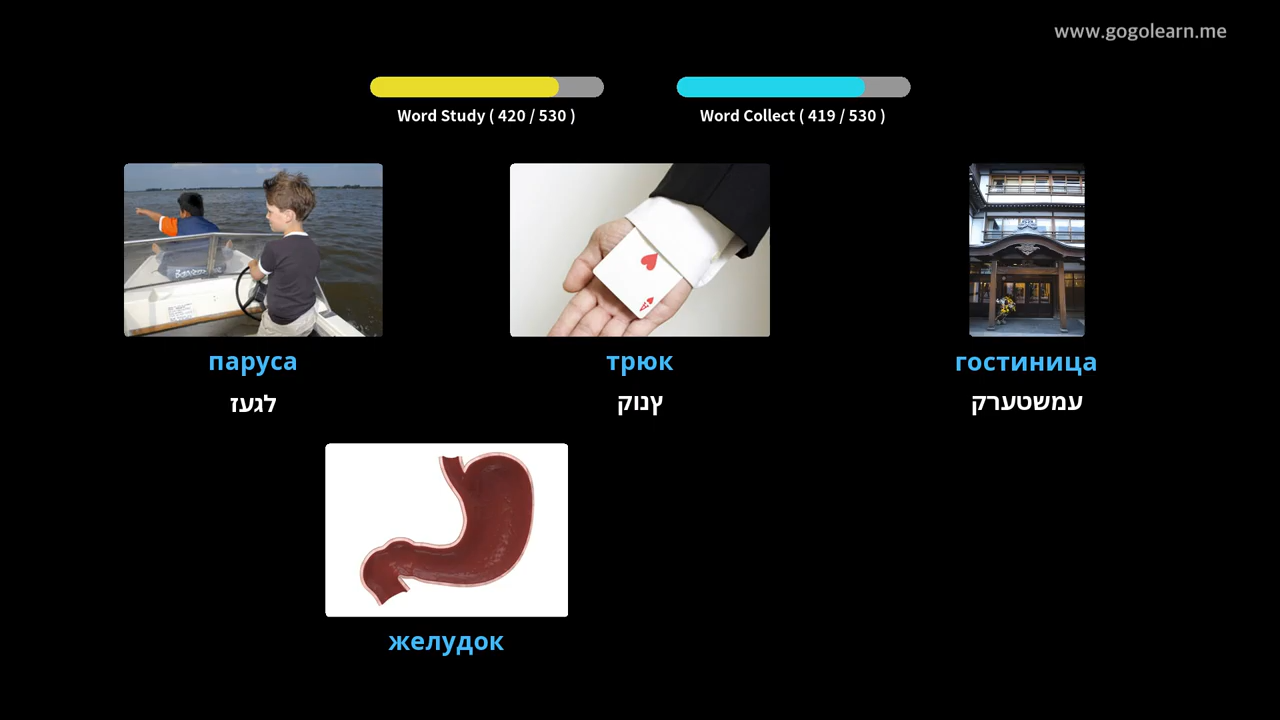 www.gogolearn.me
Word Study ( 420 / 530 )
Word Collect ( 419 / 530 )
паруса
трюк
гостиница
לגעז
ץנוק
עמשטערק
желудок